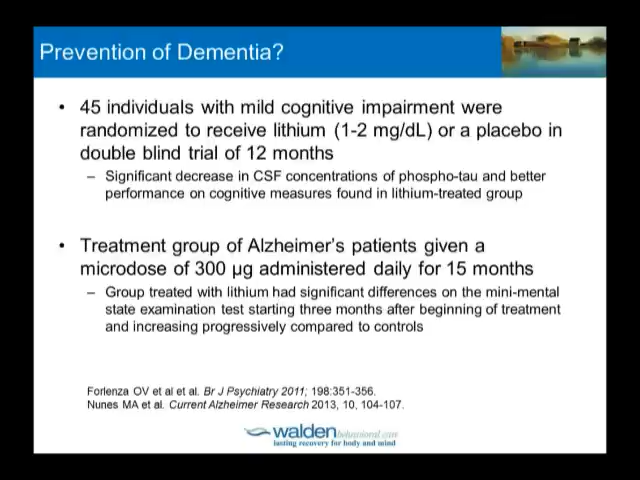 Prevention of Dementia?
• 45 individuals with mild cognitive impairment were
randomized to receive lithium (1-2 mg/dL) or a placebo in
double blind trial of 12 months
– Significant decrease in CSF concentrations of phospho-tau and better
performance on cognitive measures found in lithium-treated group
• Treatment group of Alzheimer's patients given a
microdose of 300 µg administered daily for 15 months
– Group treated with lithium had significant differences on the mini-mental
state examination test starting three months after beginning of treatment
and increasing progressively compared to controls
Forlenza OV et al et al. Br J Psychiatry 2011; 198:351-356.
Nunes MA et al. Current Alzheimer Research 2013, 10, 104-107.
walden behavioral care
lasting recovery for body and mind